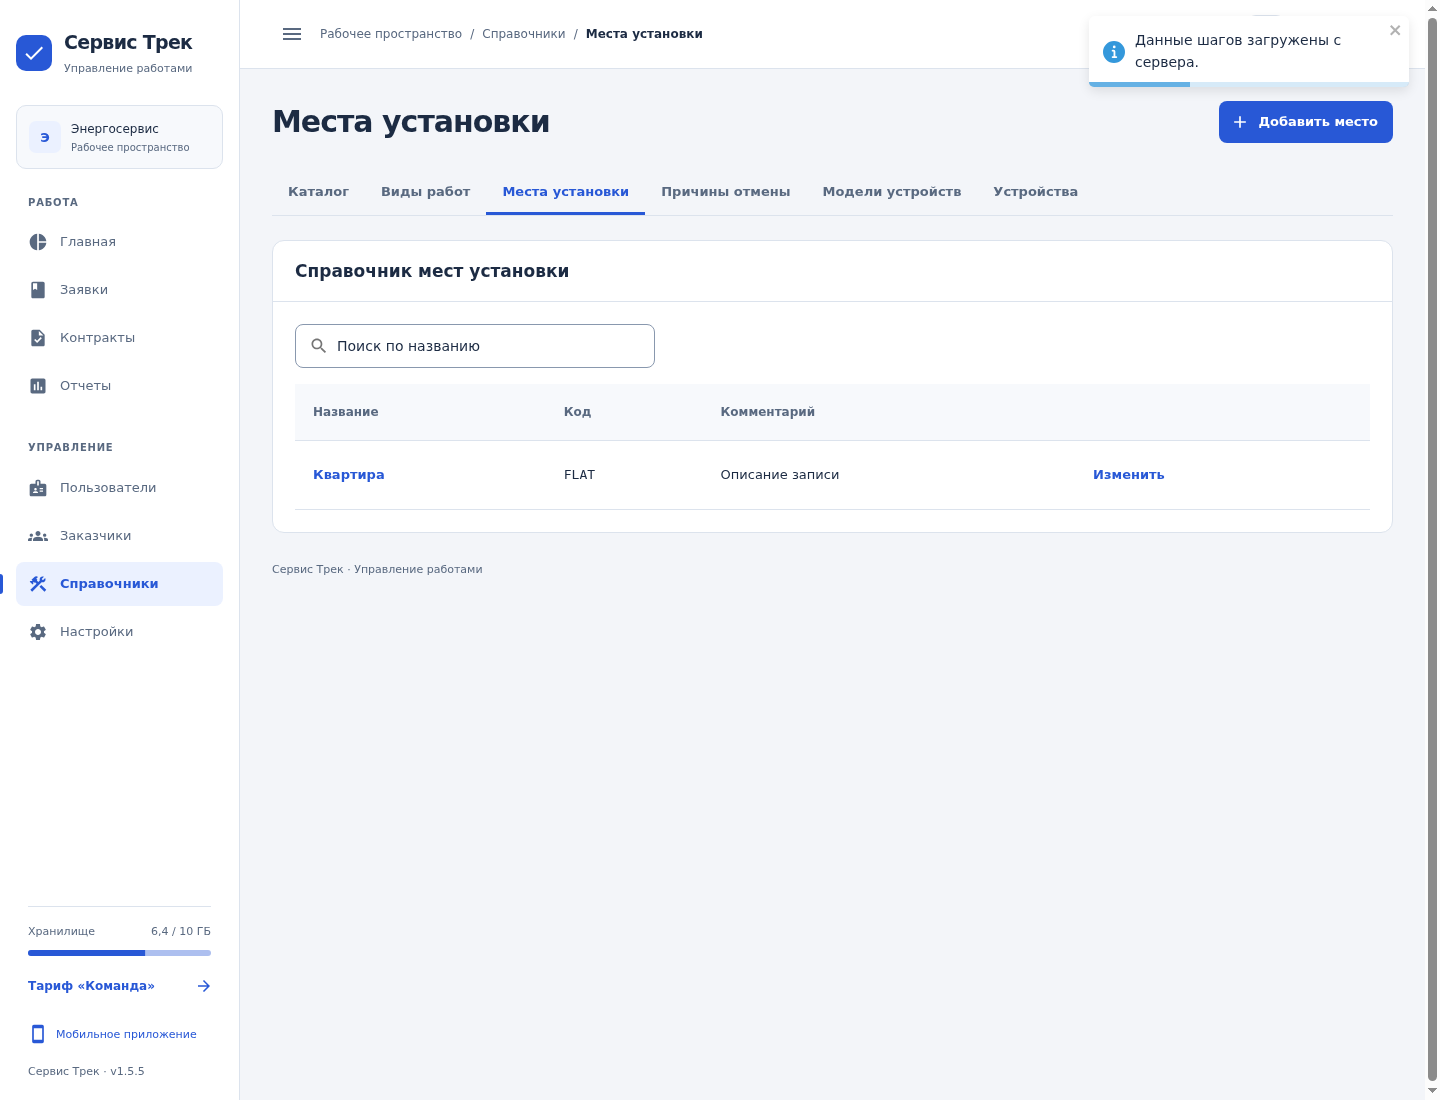 Сервис Трек
Управление работами
Э
Энергосервис
Рабочее пространство
РАБОТА
Главная
Заявки
Контракты
Отчеты
УПРАВЛЕНИЕ
Пользователи
Заказчики
Справочники
Настройки
Хранилище 6,4 / 10 ГБ
Тариф «Команда»
Мобильное приложение
Сервис Трек · v1.5.5
Рабочее пространство / Справочники / Места установки
Данные шагов загружены с
сервера.
Места установки
Добавить место
Каталог Виды работ Места установки Причины отмены Модели устройств Устройства
Справочник мест установки
Поиск по названию
Название Код Комментарий
Квартира FLAT Описание записи Изменить
Сервис Трек · Управление работами